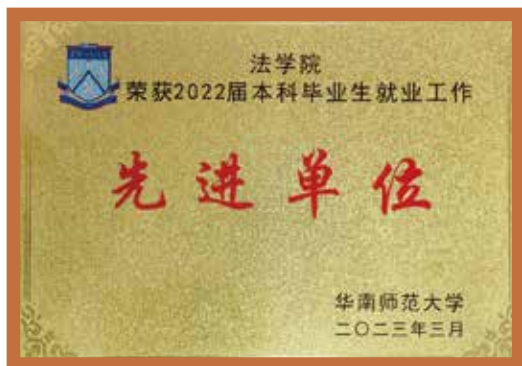 法学院
荣获2022届本科毕业生就业工作
先进单位
华南师范大学
二〇二三年三月